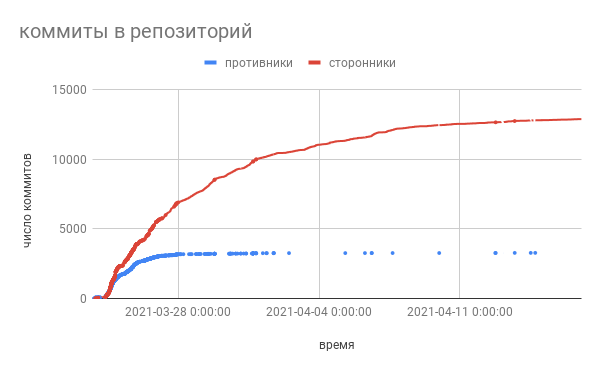 коммиты в репозиторий
противники
сторонники
15000
10000
5000
0
число коммитов
2021-03-28 0:00:00
2021-04-04 0:00:00
2021-04-11 0:00:00
время